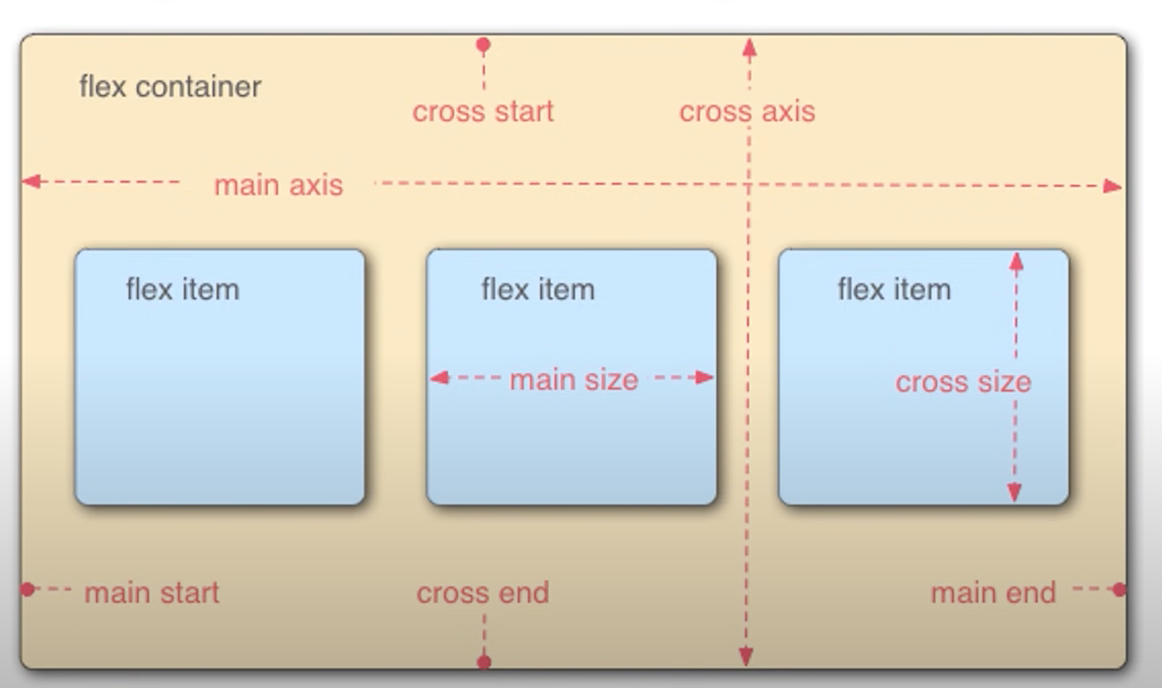 flex container
cross start
cross axis
main axis
flex item
flex item
flex item
main size
cross size
main start
cross end
main end